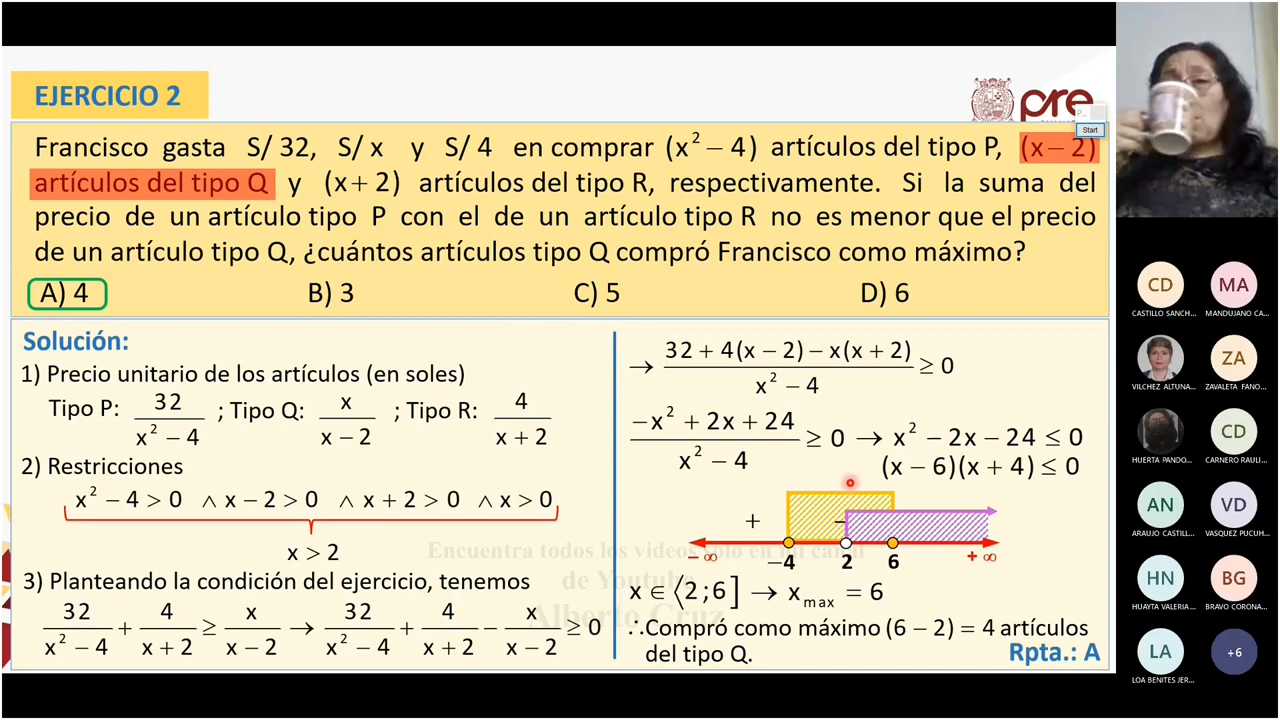 EJERCICIO 2
pre
P...
Start
Francisco gasta S/ 32, S/ x y S/ 4 en comprar (x² − 4) artículos del tipo P, (x − 2)
artículos del tipo Q y (x + 2) artículos del tipo R, respectivamente. Si la suma del
precio de un artículo tipo P con el de un artículo tipo R no es menor que el precio
de un artículo tipo Q, ¿cuántos artículos tipo Q compró Francisco como máximo?
A) 4 B) 3 C) 5 D) 6
Solución:
1) Precio unitario de los artículos (en soles)
Tipo P: 32/(x² − 4) ; Tipo Q: x/(x − 2) ; Tipo R: 4/(x + 2)
2) Restricciones
x² − 4 > 0 ∧ x − 2 > 0 ∧ x + 2 > 0 ∧ x > 0
x > 2
3) Planteando la condición del ejercicio, tenemos
32/(x² − 4) + 4/(x + 2) ≥ x/(x − 2) → 32/(x² − 4) + 4/(x + 2) − x/(x − 2) ≥ 0
→ (32 + 4(x − 2) − x(x + 2))/(x² − 4) ≥ 0
(−x² + 2x + 24)/(x² − 4) ≥ 0 → x² − 2x − 24 ≤ 0
(x − 6)(x + 4) ≤ 0
+ −
− ∞ −4 2 6 + ∞
x ∈ ⟨2 ; 6] → x max = 6
∴Compró como máximo (6 − 2) = 4 artículos
del tipo Q.
Rpta.: A
Encuentra todos los videos solo en mi canal
de Youtube
Alberto Cruz
CD
CASTILLO SANCH...
MA
MANDUJANO CA...
VILCHEZ ALTUNA...
ZA
ZAVALETA FANO...
HUERTA PANDO...
CD
CARNERO RAULI...
AN
ARAUJO CASTILL...
VD
VASQUEZ PUCUH...
HN
HUAYTA VALERIA ...
BG
BRAVO CORONA...
LA
LOA BENITES JER...
+6